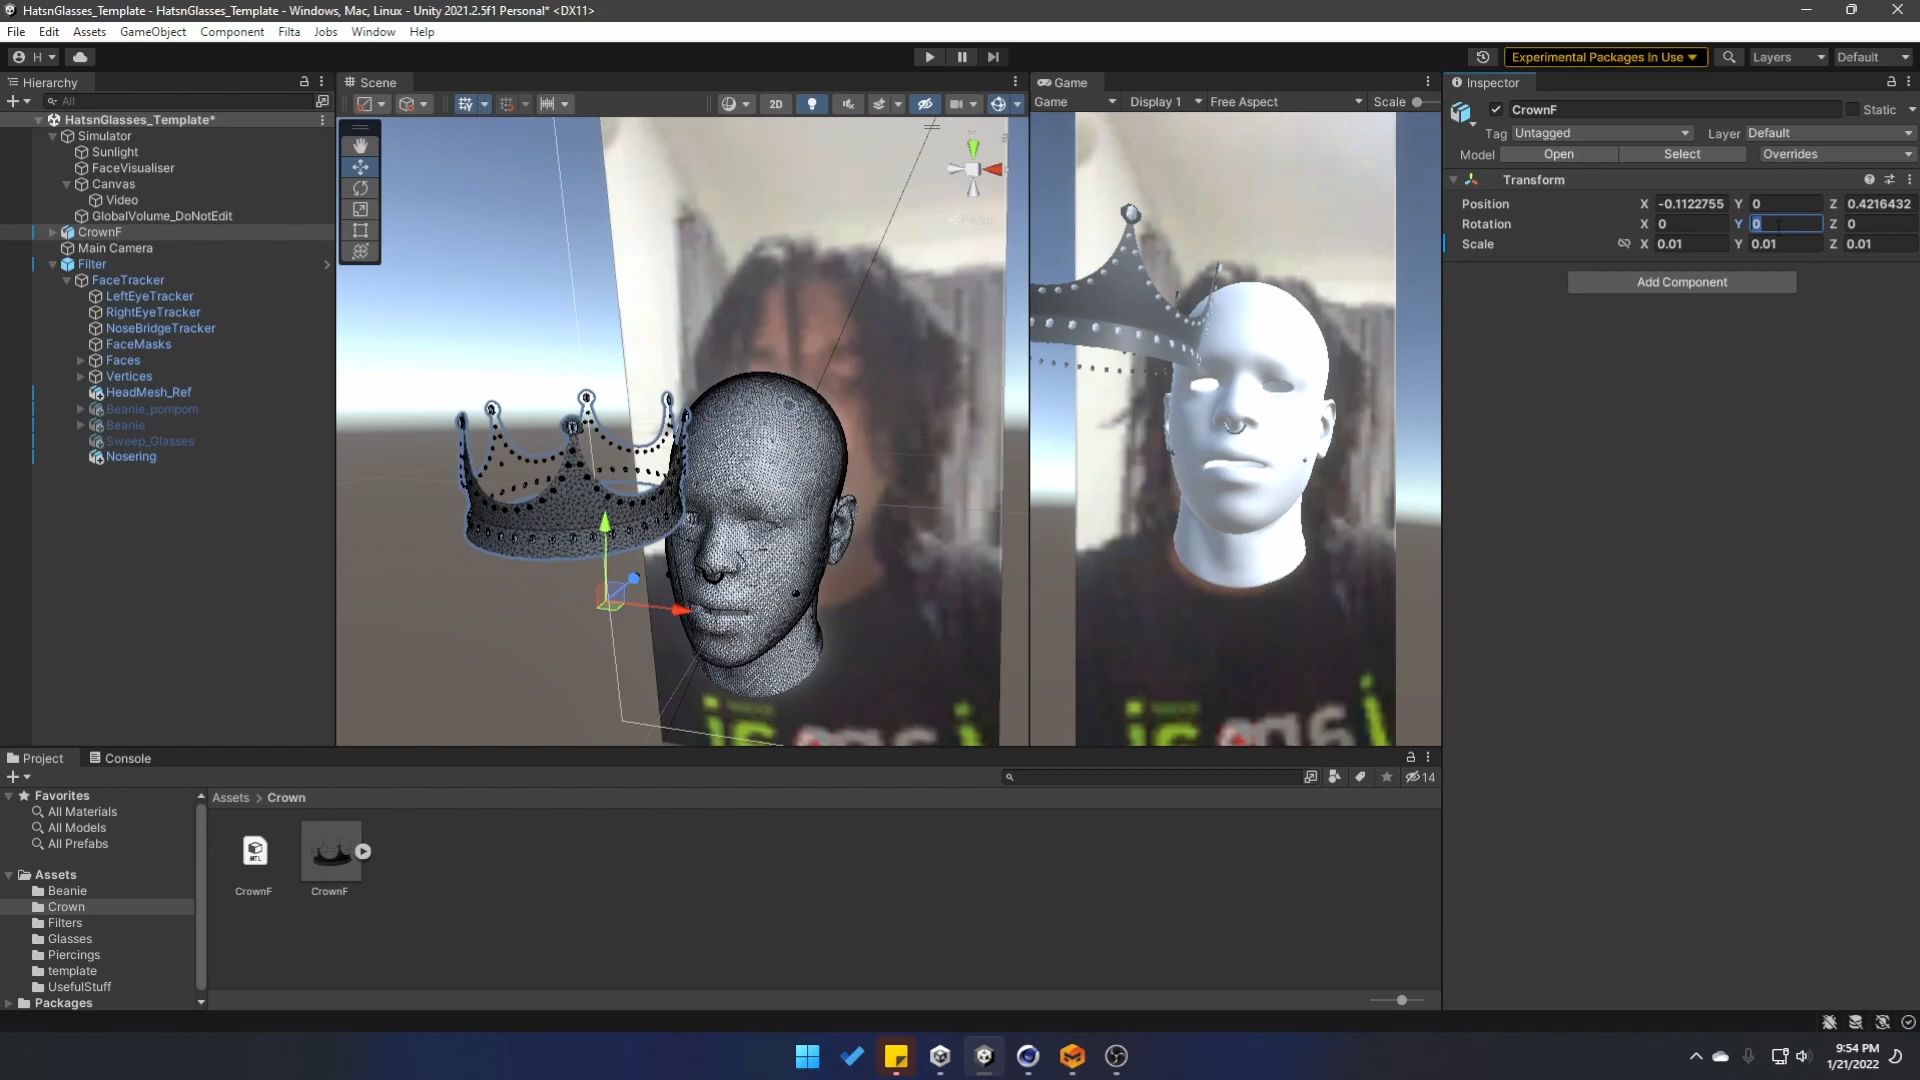 HatsnGlasses_Template - HatsnGlasses_Template - Windows, Mac, Linux - Unity 2021.2.5f1 Personal* <DX11>
File Edit Assets GameObject Component Filta Jobs Window Help
H
Experimental Packages In Use
Layers
Default
Hierarchy
All
HatsnGlasses_Template*
Simulator
Sunlight
FaceVisualiser
Canvas
Video
GlobalVolume_DoNotEdit
CrownF
Main Camera
Filter
FaceTracker
LeftEyeTracker
RightEyeTracker
NoseBridgeTracker
FaceMasks
Faces
Vertices
HeadMesh_Ref
Beanie_pompom
Beanie
Sweep_Glasses
Nosering
Scene
2D
Persp
Game
Game Display 1 Free Aspect Scale
Inspector
CrownF Static
Tag Untagged Layer Default
Model Open Select Overrides
Transform
Position X -0.1122755 Y 0 Z 0.4216432
Rotation X 0 Y 0 Z 0
Scale X 0.01 Y 0.01 Z 0.01
Add Component
Project Console
14
Favorites
All Materials
All Models
All Prefabs
Assets
Beanie
Crown
Filters
Glasses
Piercings
template
UsefulStuff
Packages
Assets > Crown
MTL
CrownF
CrownF
9:54 PM
1/21/2022